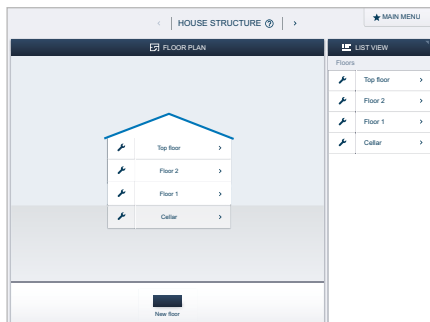 HOUSE STRUCTURE ?
MAIN MENU
FLOOR PLAN
LIST VIEW
Floors
Top floor
Floor 2
Floor 1
Cellar
Top floor
Floor 2
Floor 1
Cellar
New floor